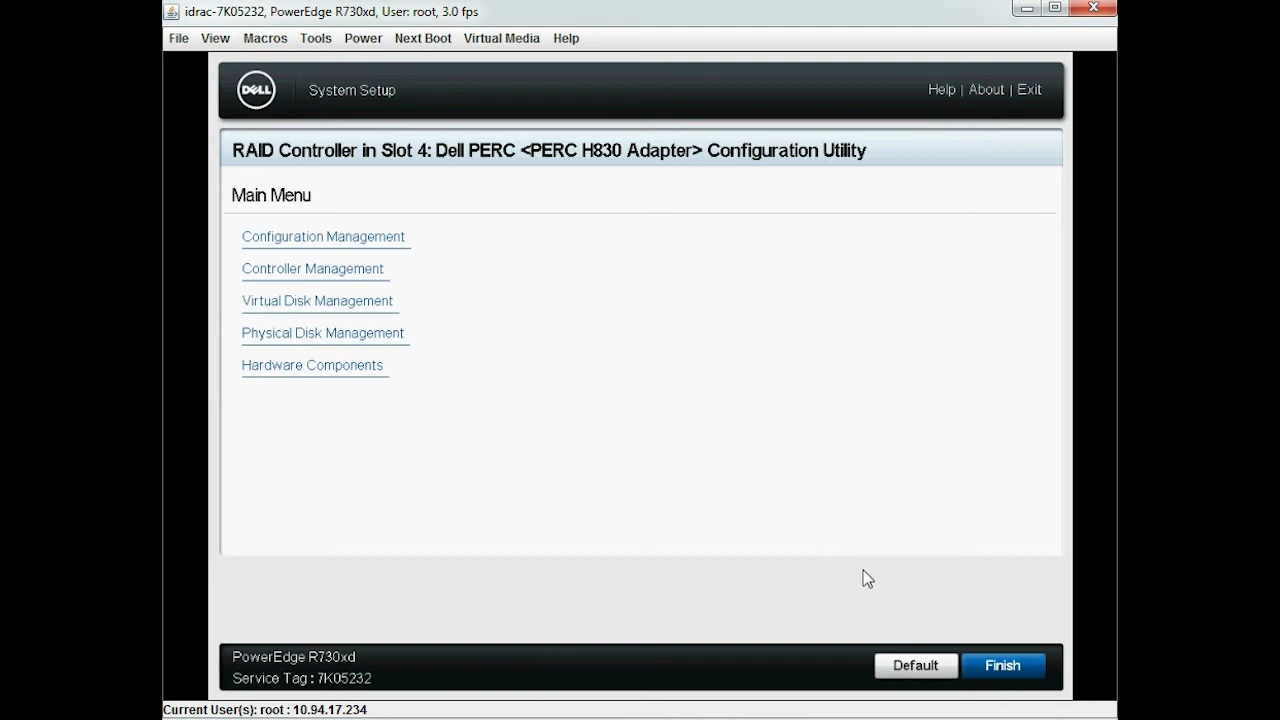 idrac-7K05232, PowerEdge R730xd, User: root, 3.0 fps
File View Macros Tools Power Next Boot Virtual Media Help
DELL System Setup Help | About | Exit
RAID Controller in Slot 4: Dell PERC <PERC H830 Adapter> Configuration Utility
Main Menu
Configuration Management
Controller Management
Virtual Disk Management
Physical Disk Management
Hardware Components
PowerEdge R730xd
Service Tag : 7K05232
Default Finish
Current User(s): root : 10.94.17.234